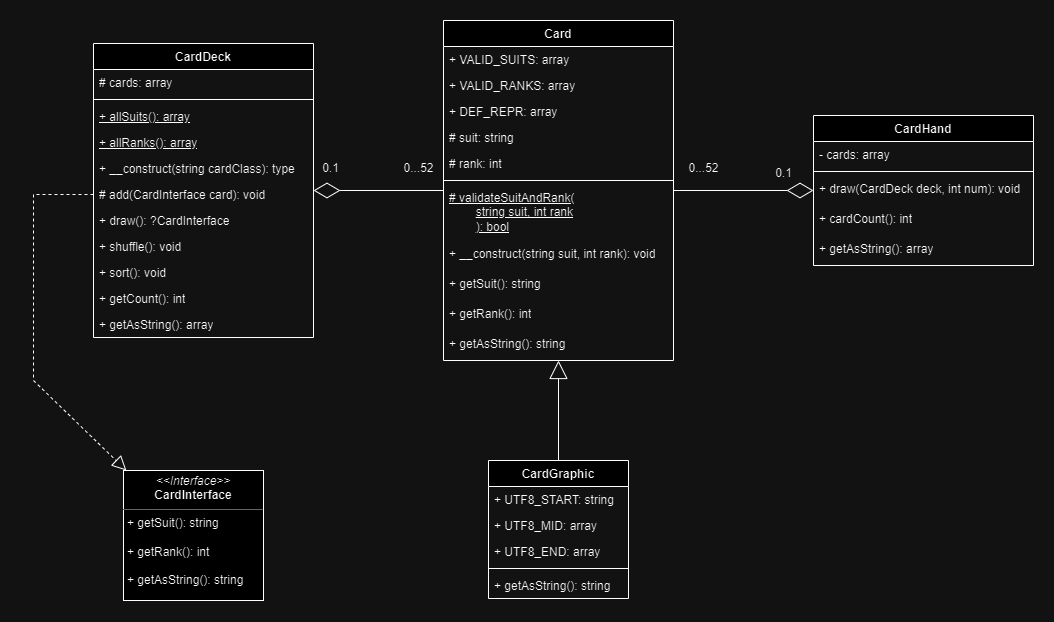 CardDeck
# cards: array
+ allSuits(): array
+ allRanks(): array
+ __construct(string cardClass): type
# add(CardInterface card): void
+ draw(): ?CardInterface
+ shuffle(): void
+ sort(): void
+ getCount(): int
+ getAsString(): array
0.1
0...52
Card
+ VALID_SUITS: array
+ VALID_RANKS: array
+ DEF_REPR: array
# suit: string
# rank: int
# validateSuitAndRank(
string suit, int rank
): bool
+ __construct(string suit, int rank): void
+ getSuit(): string
+ getRank(): int
+ getAsString(): string
0...52
0.1
CardHand
- cards: array
+ draw(CardDeck deck, int num): void
+ cardCount(): int
+ getAsString(): array
<<Interface>>
CardInterface
+ getSuit(): string
+ getRank(): int
+ getAsString(): string
CardGraphic
+ UTF8_START: string
+ UTF8_MID: array
+ UTF8_END: array
+ getAsString(): string